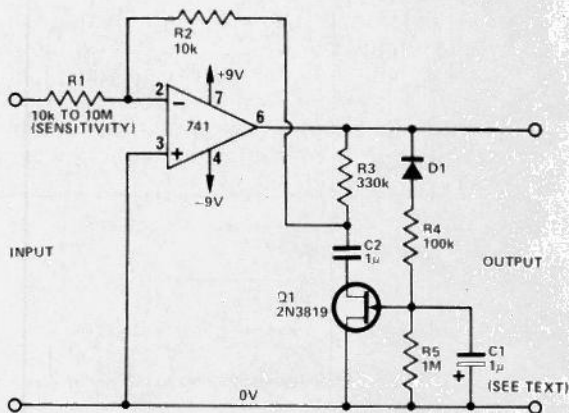 R2
10k
+9V
R1
2
7
6
10k TO 10M
(SENSITIVITY)
741
3
4
−9V
R3
330k
D1
R4
100k
C2
1μ
INPUT
OUTPUT
Q1
2N3819
R5
1M
C1
1μ
+
(SEE TEXT)
0V